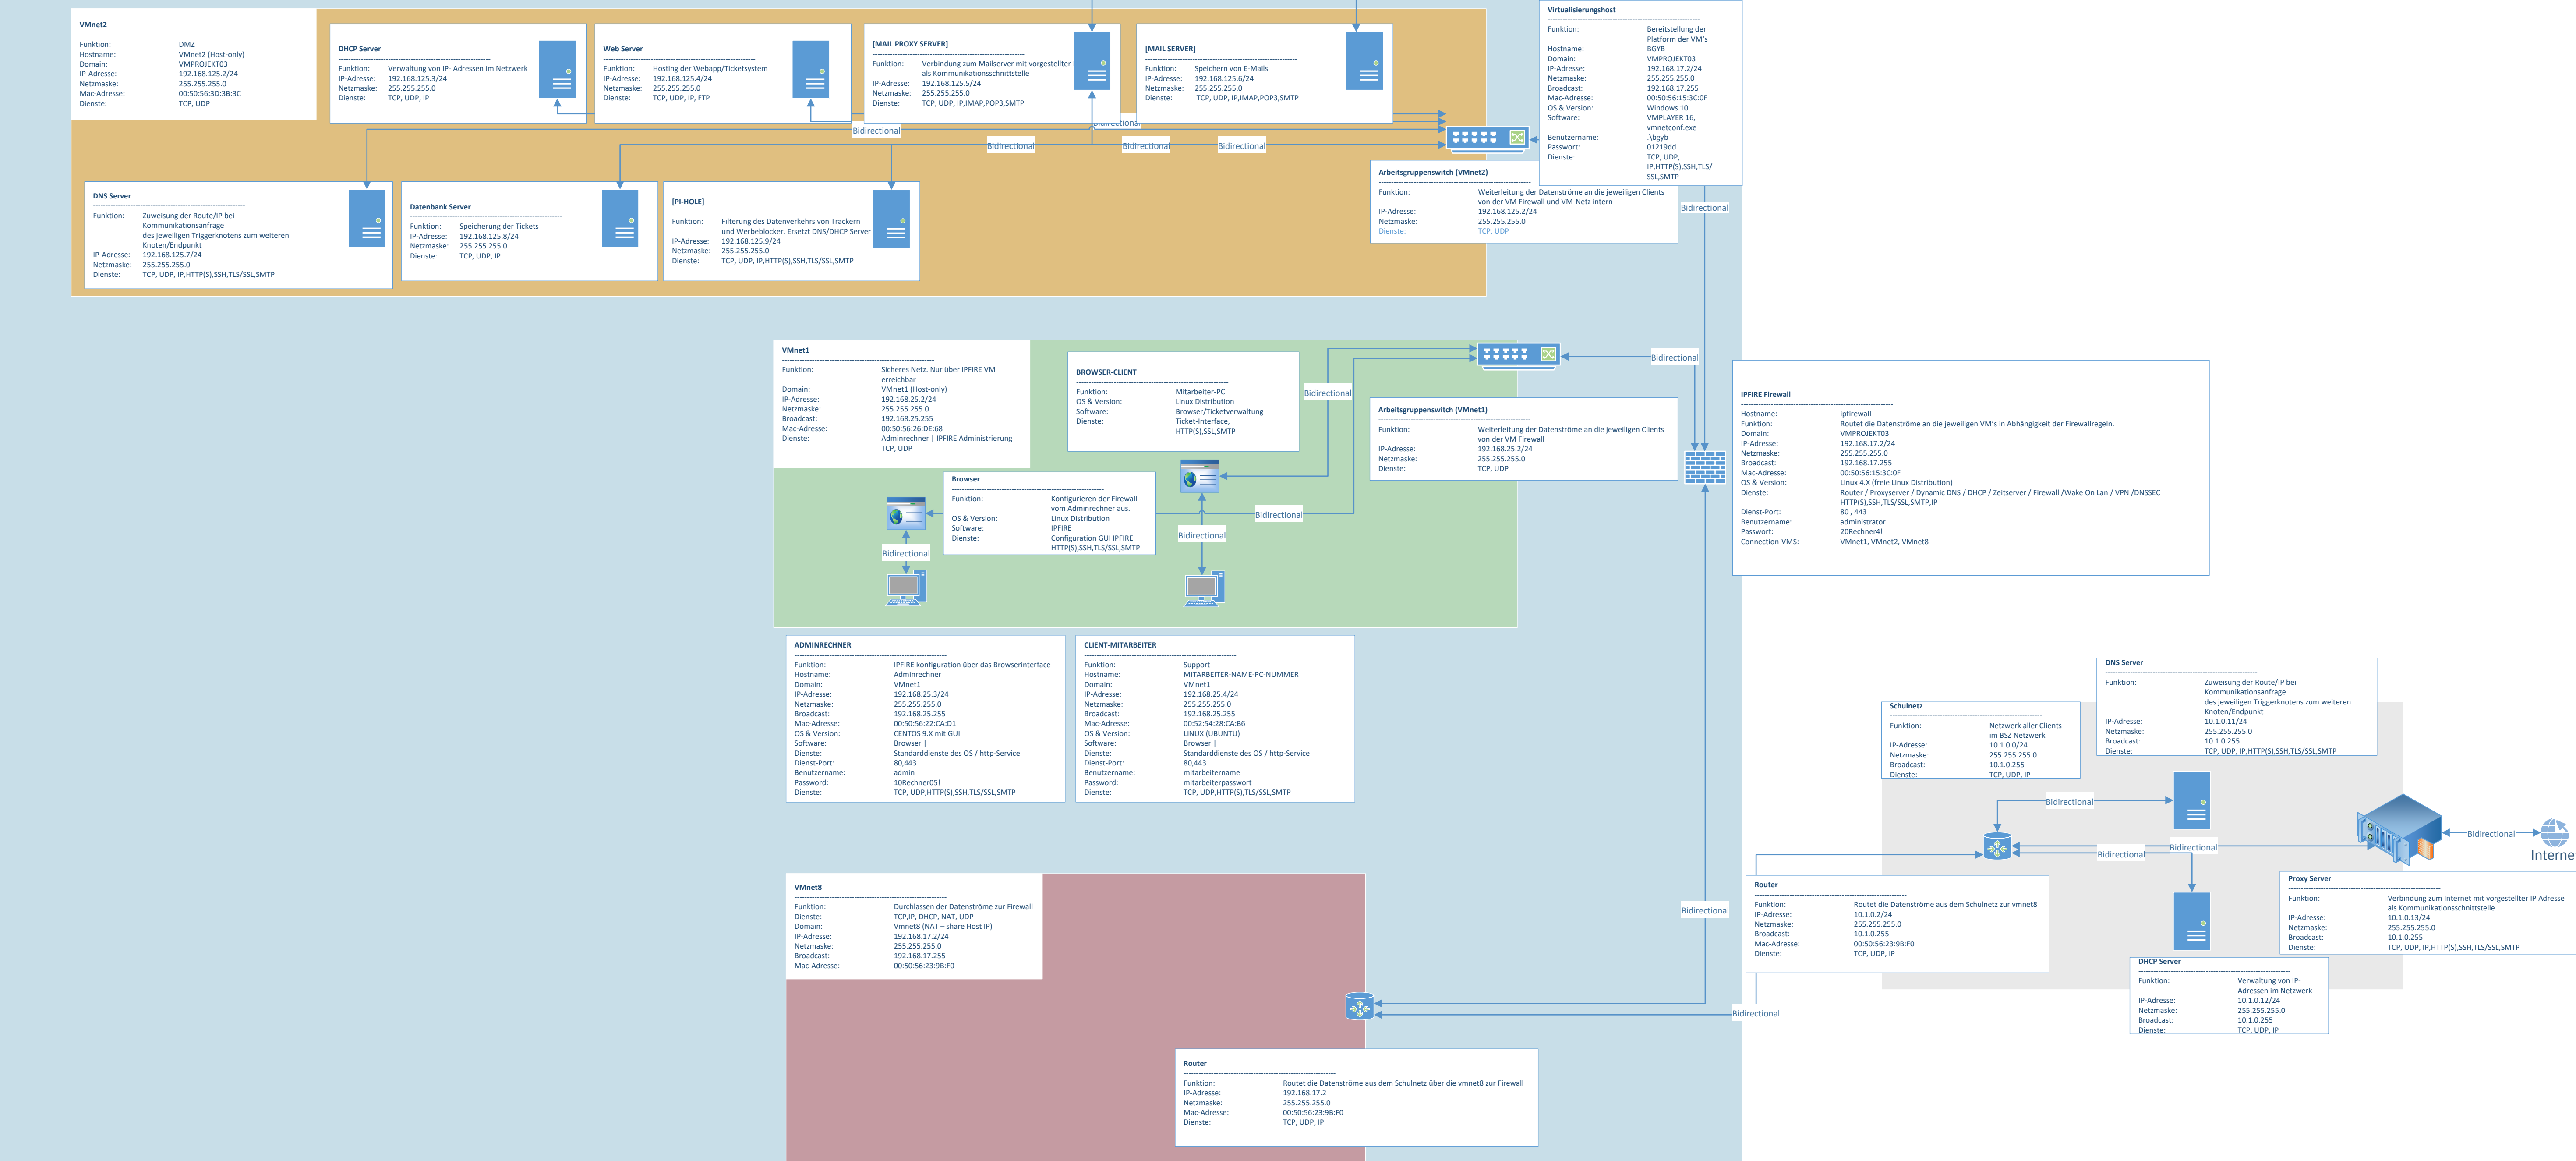 VMnet2
Funktion: DMZ
Hostname: VMnet2 (Host-only)
Domain: VMPROJEKT03
IP-Adresse: 192.168.125.2/24
Netzmaske: 255.255.255.0
Mac-Adresse: 00:50:56:3D:3B:3C
Dienste: TCP, UDP
DHCP Server
Funktion: Verwaltung von IP- Adressen im Netzwerk
IP-Adresse: 192.168.125.3/24
Netzmaske: 255.255.255.0
Dienste: TCP, UDP, IP
Web Server
Funktion: Hosting der Webapp/Ticketsystem
IP-Adresse: 192.168.125.4/24
Netzmaske: 255.255.255.0
Dienste: TCP, UDP, IP, FTP
[MAIL PROXY SERVER]
Funktion: Verbindung zum Mailserver mit vorgestellter
als Kommunikationsschnittstelle
IP-Adresse: 192.168.125.5/24
Netzmaske: 255.255.255.0
Dienste: TCP, UDP, IP,IMAP,POP3,SMTP
[MAIL SERVER]
Funktion: Speichern von E-Mails
IP-Adresse: 192.168.125.6/24
Netzmaske: 255.255.255.0
Dienste: TCP, UDP, IP,IMAP,POP3,SMTP
Virtualisierungshost
Funktion: Bereitstellung der
Platform der VM's
Hostname: BGYB
Domain: VMPROJEKT03
IP-Adresse: 192.168.17.2/24
Netzmaske: 255.255.255.0
Broadcast: 192.168.17.255
Mac-Adresse: 00:50:56:15:3C:0F
OS & Version: Windows 10
Software: VMPLAYER 16,
vmnetconf.exe
Benutzername: .\bgyb
Passwort: 01219dd
Dienste: TCP, UDP,
IP,HTTP(S),SSH,TLS/
SSL,SMTP
Bidirectional
Bidirectional
Bidirectional
Bidirectional
Bidirectional
DNS Server
Funktion: Zuweisung der Route/IP bei
Kommunikationsanfrage
des jeweiligen Triggerknotens zum weiteren
Knoten/Endpunkt
IP-Adresse: 192.168.125.7/24
Netzmaske: 255.255.255.0
Dienste: TCP, UDP, IP,HTTP(S),SSH,TLS/SSL,SMTP
Datenbank Server
Funktion: Speicherung der Tickets
IP-Adresse: 192.168.125.8/24
Netzmaske: 255.255.255.0
Dienste: TCP, UDP, IP
[PI-HOLE]
Funktion: Filterung des Datenverkehrs von Trackern
und Werbeblocker. Ersetzt DNS/DHCP Server
IP-Adresse: 192.168.125.9/24
Netzmaske: 255.255.255.0
Dienste: TCP, UDP, IP,HTTP(S),SSH,TLS/SSL,SMTP
Arbeitsgruppenswitch (VMnet2)
Funktion: Weiterleitung der Datenströme an die jeweiligen Clients
von der VM Firewall und VM-Netz intern
IP-Adresse: 192.168.125.2/24
Netzmaske: 255.255.255.0
Dienste: TCP, UDP
Bidirectional
VMnet1
Funktion: Sicheres Netz. Nur über IPFIRE VM
erreichbar
Domain: VMnet1 (Host-only)
IP-Adresse: 192.168.25.2/24
Netzmaske: 255.255.255.0
Broadcast: 192.168.25.255
Mac-Adresse: 00:50:56:26:DE:68
Dienste: Adminrechner | IPFIRE Administrierung
TCP, UDP
BROWSER-CLIENT
Funktion: Mitarbeiter-PC
OS & Version: Linux Distribution
Software: Browser/Ticketverwaltung
Dienste: Ticket-Interface,
HTTP(S),SSL,SMTP
Bidirectional
Bidirectional
Arbeitsgruppenswitch (VMnet1)
Funktion: Weiterleitung der Datenströme an die jeweiligen Clients
von der VM Firewall
IP-Adresse: 192.168.25.2/24
Netzmaske: 255.255.255.0
Dienste: TCP, UDP
IPFIRE Firewall
Hostname: ipfirewall
Funktion: Routet die Datenströme an die jeweiligen VM's in Abhängigkeit der Firewallregeln.
Domain: VMPROJEKT03
IP-Adresse: 192.168.17.2/24
Netzmaske: 255.255.255.0
Broadcast: 192.168.17.255
Mac-Adresse: 00:50:56:15:3C:0F
OS & Version: Linux 4.X (freie Linux Distribution)
Dienste: Router / Proxyserver / Dynamic DNS / DHCP / Zeitserver / Firewall /Wake On Lan / VPN /DNSSEC
HTTP(S),SSH,TLS/SSL,SMTP,IP
Dienst-Port: 80 , 443
Benutzername: administrator
Passwort: 20Rechner4!
Connection-VMS: VMnet1, VMnet2, VMnet8
Browser
Funktion: Konfigurieren der Firewall
vom Adminrechner aus.
OS & Version: Linux Distribution
Software: IPFIRE
Dienste: Configuration GUI IPFIRE
HTTP(S),SSH,TLS/SSL,SMTP
Bidirectional
Bidirectional
Bidirectional
ADMINRECHNER
Funktion: IPFIRE konfiguration über das Browserinterface
Hostname: Adminrechner
Domain: VMnet1
IP-Adresse: 192.168.25.3/24
Netzmaske: 255.255.255.0
Broadcast: 192.168.25.255
Mac-Adresse: 00:50:56:22:CA:D1
OS & Version: CENTOS 9.X mit GUI
Software: Browser |
Dienste: Standarddienste des OS / http-Service
Dienst-Port: 80,443
Benutzername: admin
Password: 10Rechner05!
Dienste: TCP, UDP,HTTP(S),SSH,TLS/SSL,SMTP
CLIENT-MITARBEITER
Funktion: Support
Hostname: MITARBEITER-NAME-PC-NUMMER
Domain: VMnet1
IP-Adresse: 192.168.25.4/24
Netzmaske: 255.255.255.0
Broadcast: 192.168.25.255
Mac-Adresse: 00:52:54:28:CA:B6
OS & Version: LINUX (UBUNTU)
Software: Browser |
Dienste: Standarddienste des OS / http-Service
Dienst-Port: 80,443
Benutzername: mitarbeitername
Password: mitarbeiterpasswort
Dienste: TCP, UDP,HTTP(S),TLS/SSL,SMTP
DNS Server
Funktion: Zuweisung der Route/IP bei
Kommunikationsanfrage
des jeweiligen Triggerknotens zum weiteren
Knoten/Endpunkt
IP-Adresse: 10.1.0.11/24
Netzmaske: 255.255.255.0
Broadcast: 10.1.0.255
Dienste: TCP, UDP, IP,HTTP(S),SSH,TLS/SSL,SMTP
Schulnetz
Funktion: Netzwerk aller Clients
im BSZ Netzwerk
IP-Adresse: 10.1.0.0/24
Netzmaske: 255.255.255.0
Broadcast: 10.1.0.255
Dienste: TCP, UDP, IP
Bidirectional
Bidirectional
Bidirectional
Bidirectional
Interne
VMnet8
Funktion: Durchlassen der Datenströme zur Firewall
Dienste: TCP,IP, DHCP, NAT, UDP
Domain: Vmnet8 (NAT – share Host IP)
IP-Adresse: 192.168.17.2/24
Netzmaske: 255.255.255.0
Broadcast: 192.168.17.255
Mac-Adresse: 00:50:56:23:9B:F0
Bidirectional
Router
Funktion: Routet die Datenströme aus dem Schulnetz zur vmnet8
IP-Adresse: 10.1.0.2/24
Netzmaske: 255.255.255.0
Broadcast: 10.1.0.255
Mac-Adresse: 00:50:56:23:9B:F0
Dienste: TCP, UDP, IP
Proxy Server
Funktion: Verbindung zum Internet mit vorgestellter IP Adresse
als Kommunikationsschnittstelle
IP-Adresse: 10.1.0.13/24
Netzmaske: 255.255.255.0
Broadcast: 10.1.0.255
Dienste: TCP, UDP, IP,HTTP(S),SSH,TLS/SSL,SMTP
DHCP Server
Funktion: Verwaltung von IP-
Adressen im Netzwerk
IP-Adresse: 10.1.0.12/24
Netzmaske: 255.255.255.0
Broadcast: 10.1.0.255
Dienste: TCP, UDP, IP
Bidirectional
Router
Funktion: Routet die Datenströme aus dem Schulnetz über die vmnet8 zur Firewall
IP-Adresse: 192.168.17.2
Netzmaske: 255.255.255.0
Mac-Adresse: 00:50:56:23:9B:F0
Dienste: TCP, UDP, IP